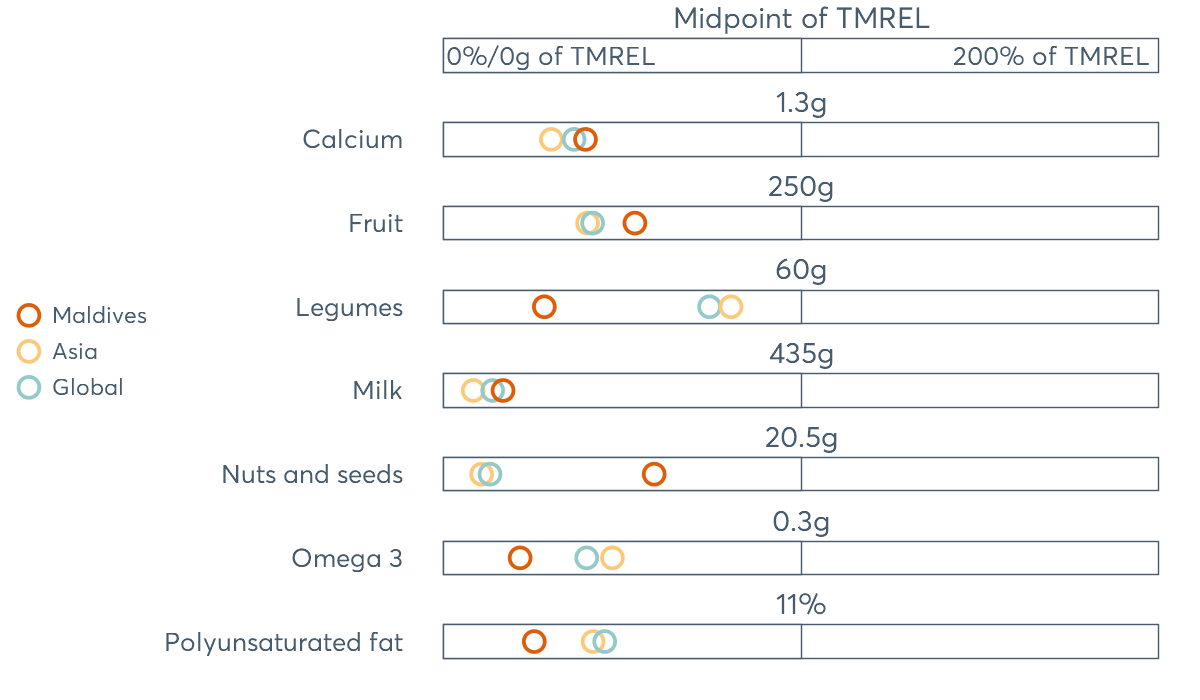 Midpoint of TMREL
0%/0g of TMREL 200% of TMREL
1.3g
Calcium
250g
Fruit
60g
Legumes
435g
Milk
20.5g
Nuts and seeds
0.3g
Omega 3
11%
Polyunsaturated fat
Maldives
Asia
Global